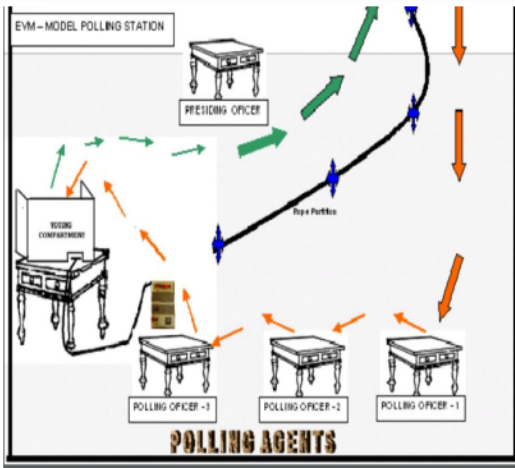 EVM – MODEL POLLING STATION
PRESIDING OFICER
Rope Partition
VOTING
COMPARTMENT
POLLING OFICER - 3
POLLING OFICER - 2
POLLING OFICER - 1
POLLING AGENTS